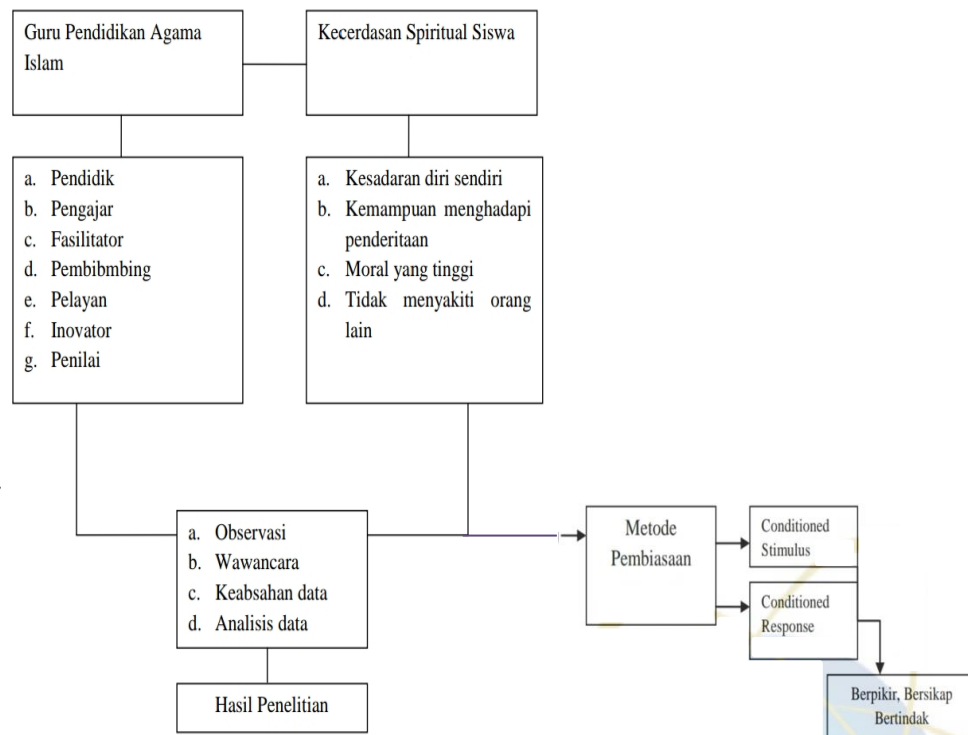 Guru Pendidikan Agama
Islam
Kecerdasan Spiritual Siswa
a. Pendidik
b. Pengajar
c. Fasilitator
d. Pembibmbing
e. Pelayan
f. Inovator
g. Penilai
a. Kesadaran diri sendiri
b. Kemampuan menghadapi
penderitaan
c. Moral yang tinggi
d. Tidak menyakiti orang
lain
a. Observasi
b. Wawancara
c. Keabsahan data
d. Analisis data
Hasil Penelitian
Metode
Pembiasaan
Conditioned
Stimulus
Conditioned
Response
Berpikir, Bersikap
Bertindak